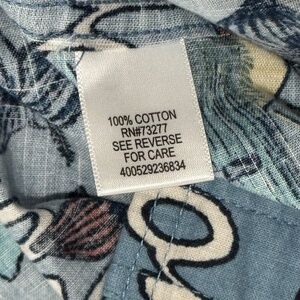 100% COTTON
RN#73277
SEE REVERSE
FOR CARE
400529236834